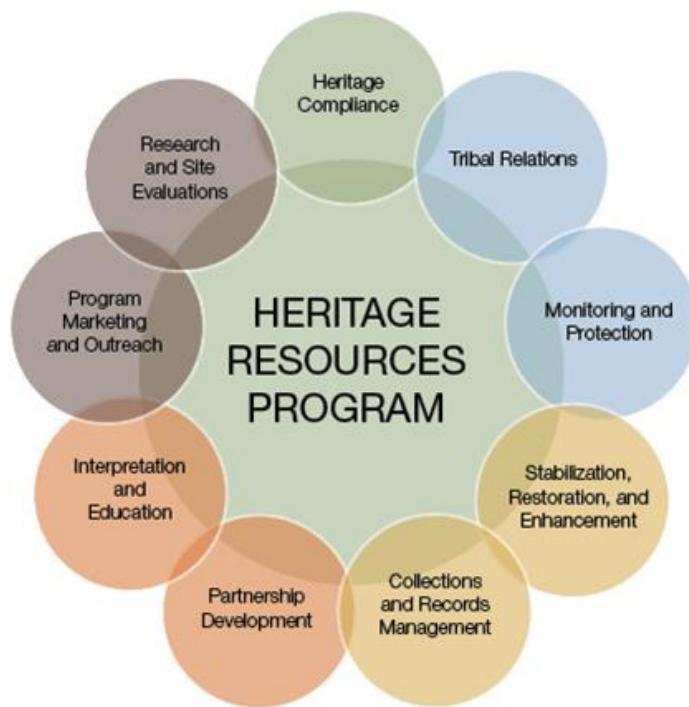 Heritage
Compliance
Tribal Relations
Monitoring and
Protection
Stabilization,
Restoration, and
Enhancement
Collections
and Records
Management
Partnership
Development
Interpretation
and
Education
Program
Marketing
and Outreach
Research
and Site
Evaluations
HERITAGE
RESOURCES
PROGRAM